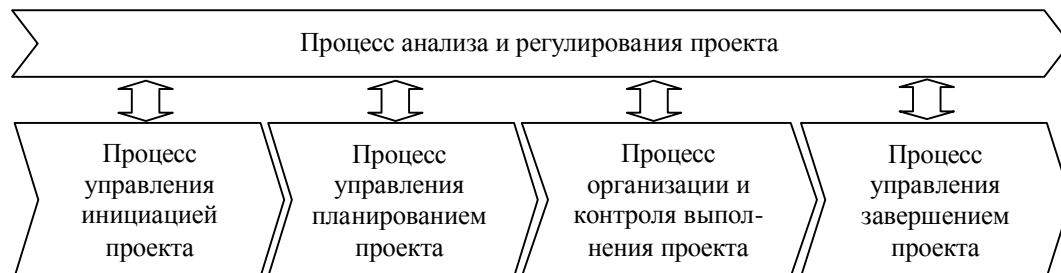 Процесс анализа и регулирования проекта
Процесс
управления
инициацией
проекта
Процесс
управления
планированием
проекта
Процесс
организации и
контроля выпол-
нения проекта
Процесс
управления
завершением
проекта